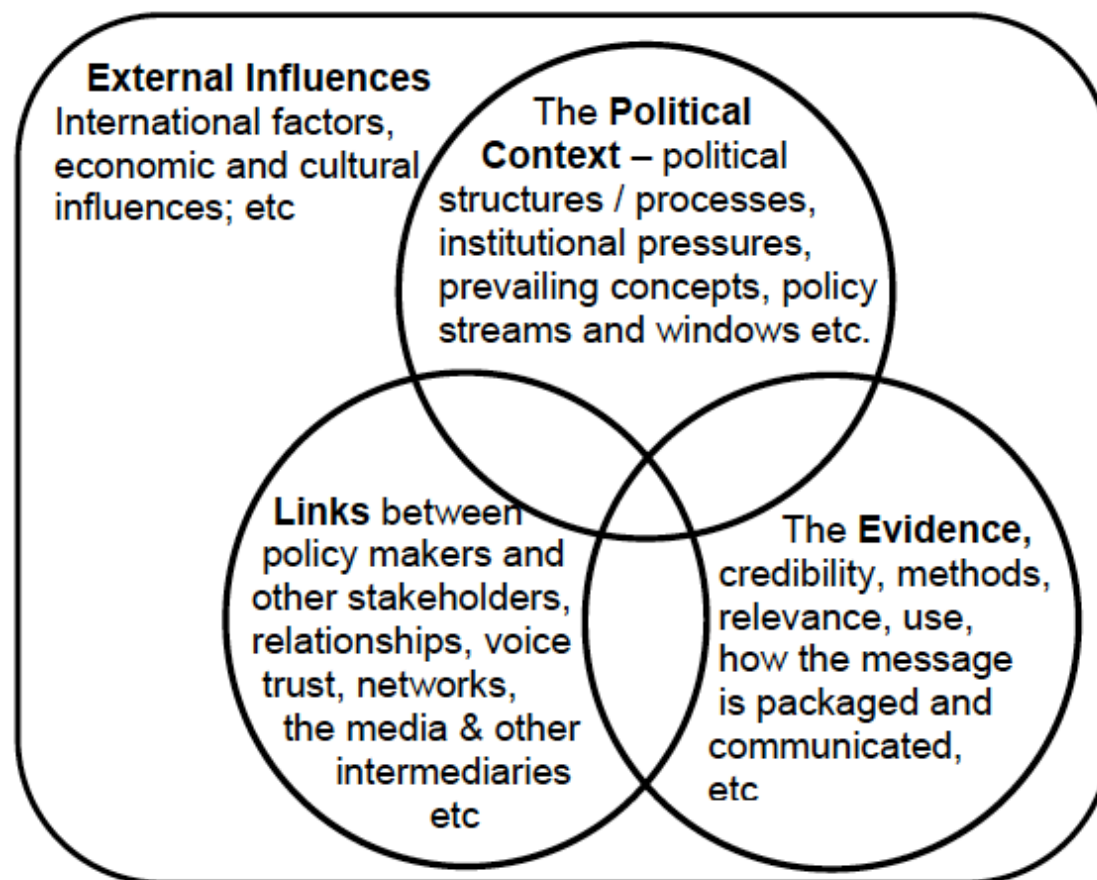 External Influences
International factors,
economic and cultural
influences; etc
The Political
Context – political
structures / processes,
institutional pressures,
prevailing concepts, policy
streams and windows etc.
Links between
policy makers and
other stakeholders,
relationships, voice
trust, networks,
the media & other
intermediaries
etc
The Evidence,
credibility, methods,
relevance, use,
how the message
is packaged and
communicated,
etc